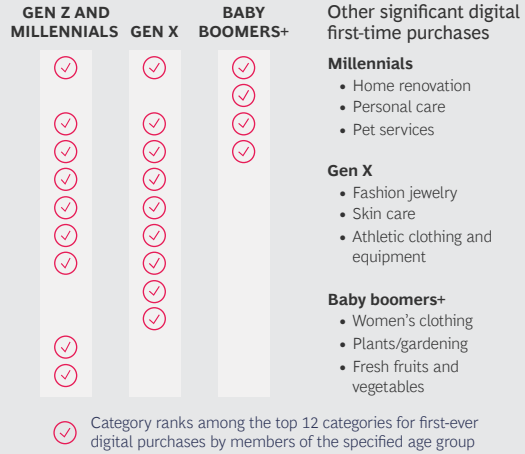 GEN Z AND
MILLENNIALS
GEN X
BABY
BOOMERS+
Other significant digital
first-time purchases
Millennials
• Home renovation
• Personal care
• Pet services
Gen X
• Fashion jewelry
• Skin care
• Athletic clothing and
equipment
Baby boomers+
• Women’s clothing
• Plants/gardening
• Fresh fruits and
vegetables
Category ranks among the top 12 categories for first-ever
digital purchases by members of the specified age group